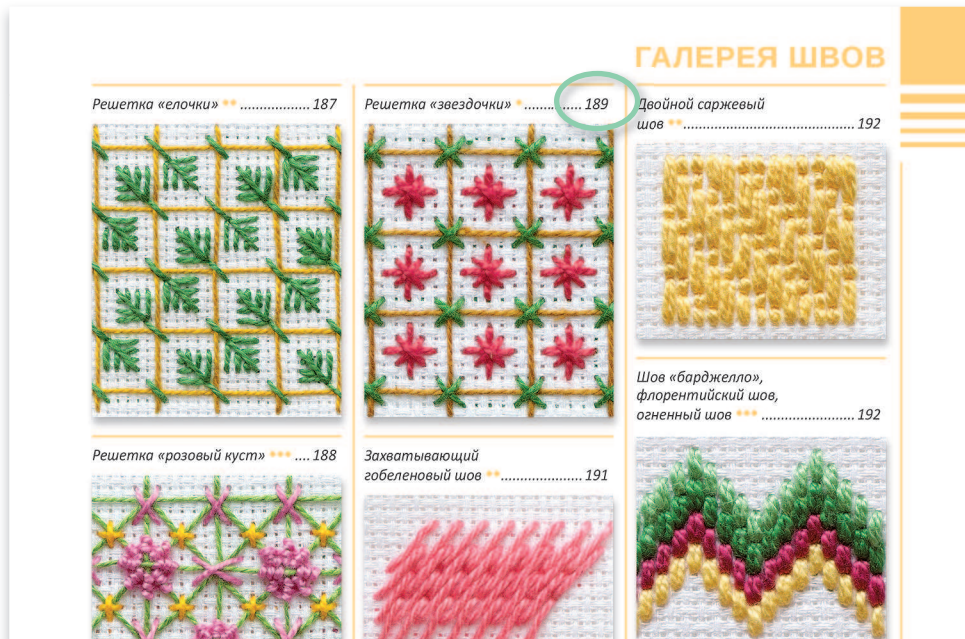 ГАЛЕРЕЯ ШВОВ
Решетка «елочки» ** .................. 187
Решетка «розовый куст» *** .... 188
Решетка «звездочки» * ............... 189
Захватывающий
гобеленовый шов ** ..................... 191
Двойной саржевый
шов ** ............................................ 192
Шов «барджелло»,
флорентийский шов,
огненный шов *** ........................ 192